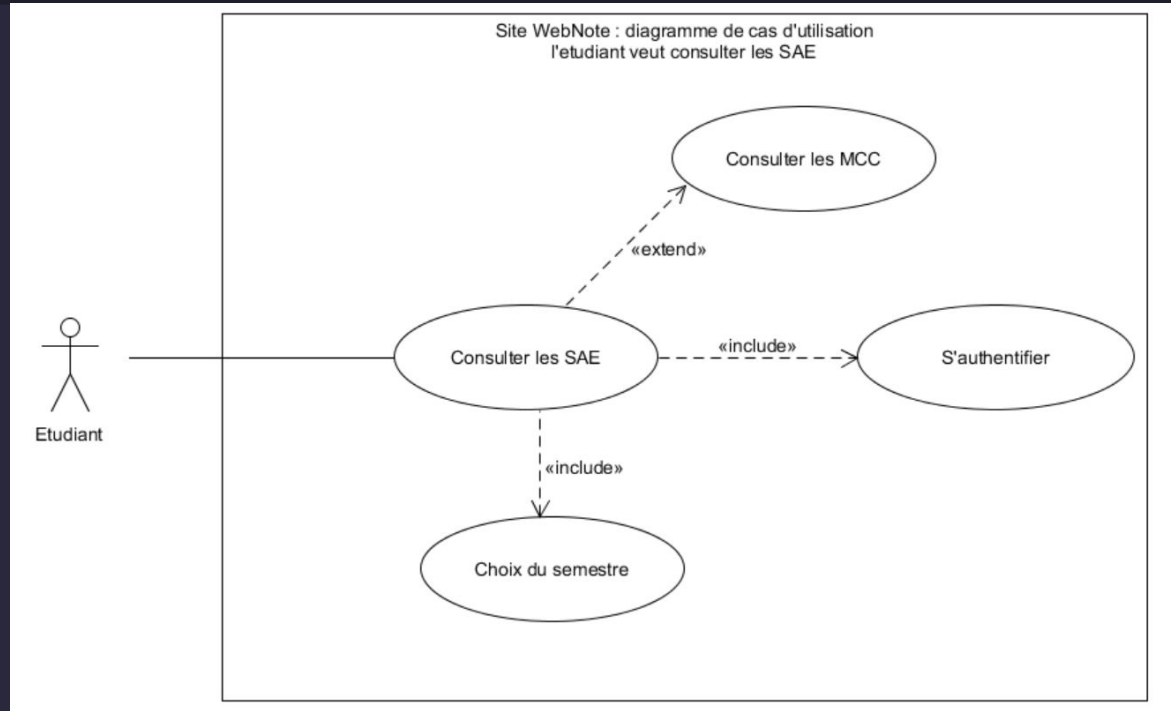 Site WebNote : diagramme de cas d'utilisation
l'etudiant veut consulter les SAE
Consulter les MCC
«extend»
Consulter les SAE
«include»
S'authentifier
Etudiant
«include»
Choix du semestre